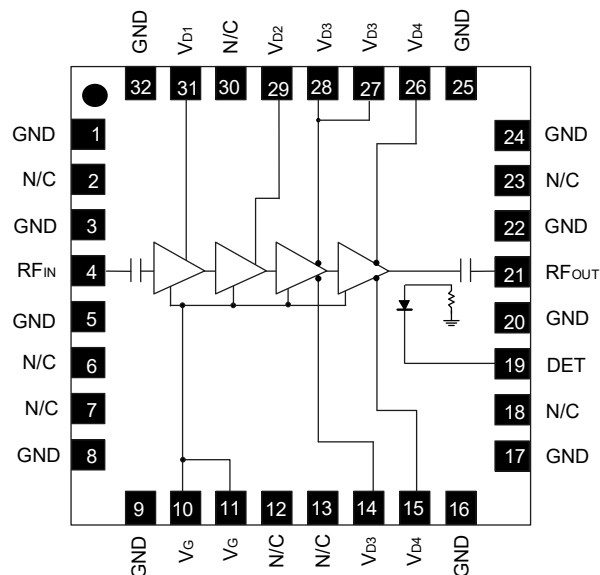 GND VD1 N/C VD2 VD3 VD3 VD4 GND
32 31 30 29 28 27 26 25
GND 1 24 GND
N/C 2 23 N/C
GND 3 22 GND
RFIN 4 21 RFOUT
GND 5 20 GND
N/C 6 19 DET
N/C 7 18 N/C
GND 8 17 GND
9 10 11 12 13 14 15 16
GND VG VG N/C N/C VD3 VD4 GND